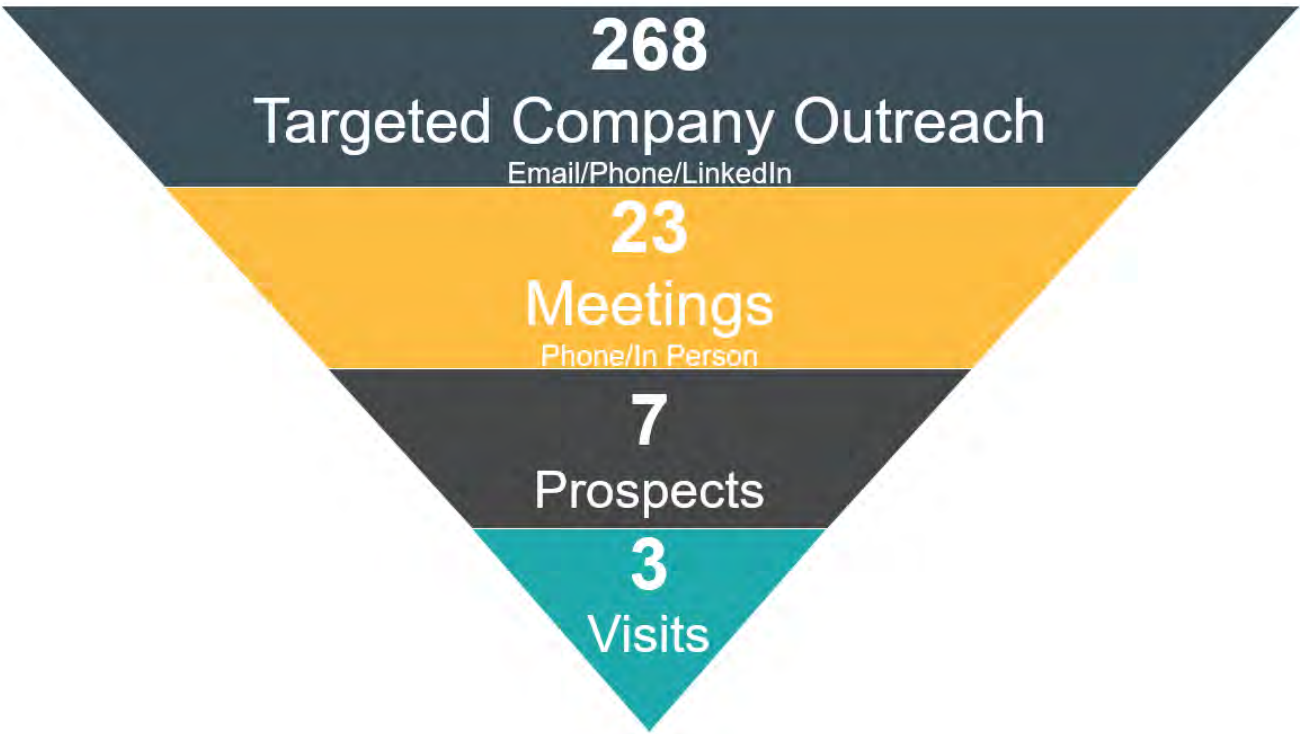 268
Targeted Company Outreach
Email/Phone/LinkedIn
23
Meetings
Phone/In Person
7
Prospects
3
Visits